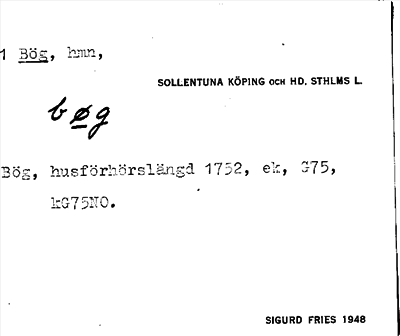 1 Bög, hmn,
SOLLENTUNA KÖPING OCH HD. STHLMS L.
bøg
Bög, husförhörslängd 1752, ek, G75,
kG75NO.
SIGURD FRIES 1948